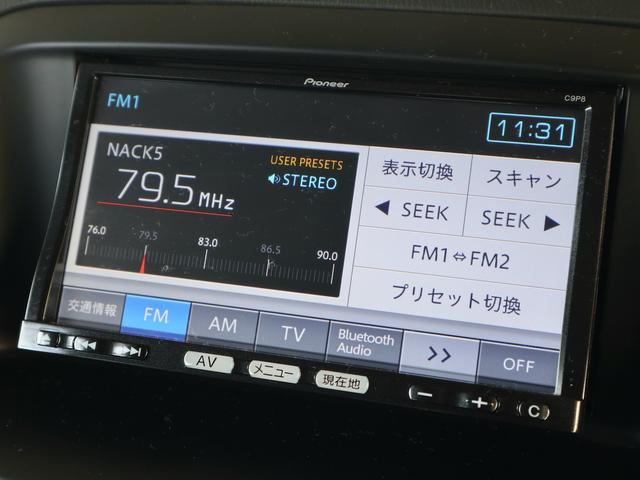 Pioneer
C9P8
FM1
11:31
NACK5
USER PRESETS
79.5 MHz
STEREO
76.0 79.5 83.0 86.5 90.0
表示切換
スキャン
◀ SEEK
SEEK ▶
FM1⇔FM2
プリセット切換
交通情報
FM
AM
TV
Bluetooth
Audio
>>
OFF
AV
メニュー
現在地
−
+
C